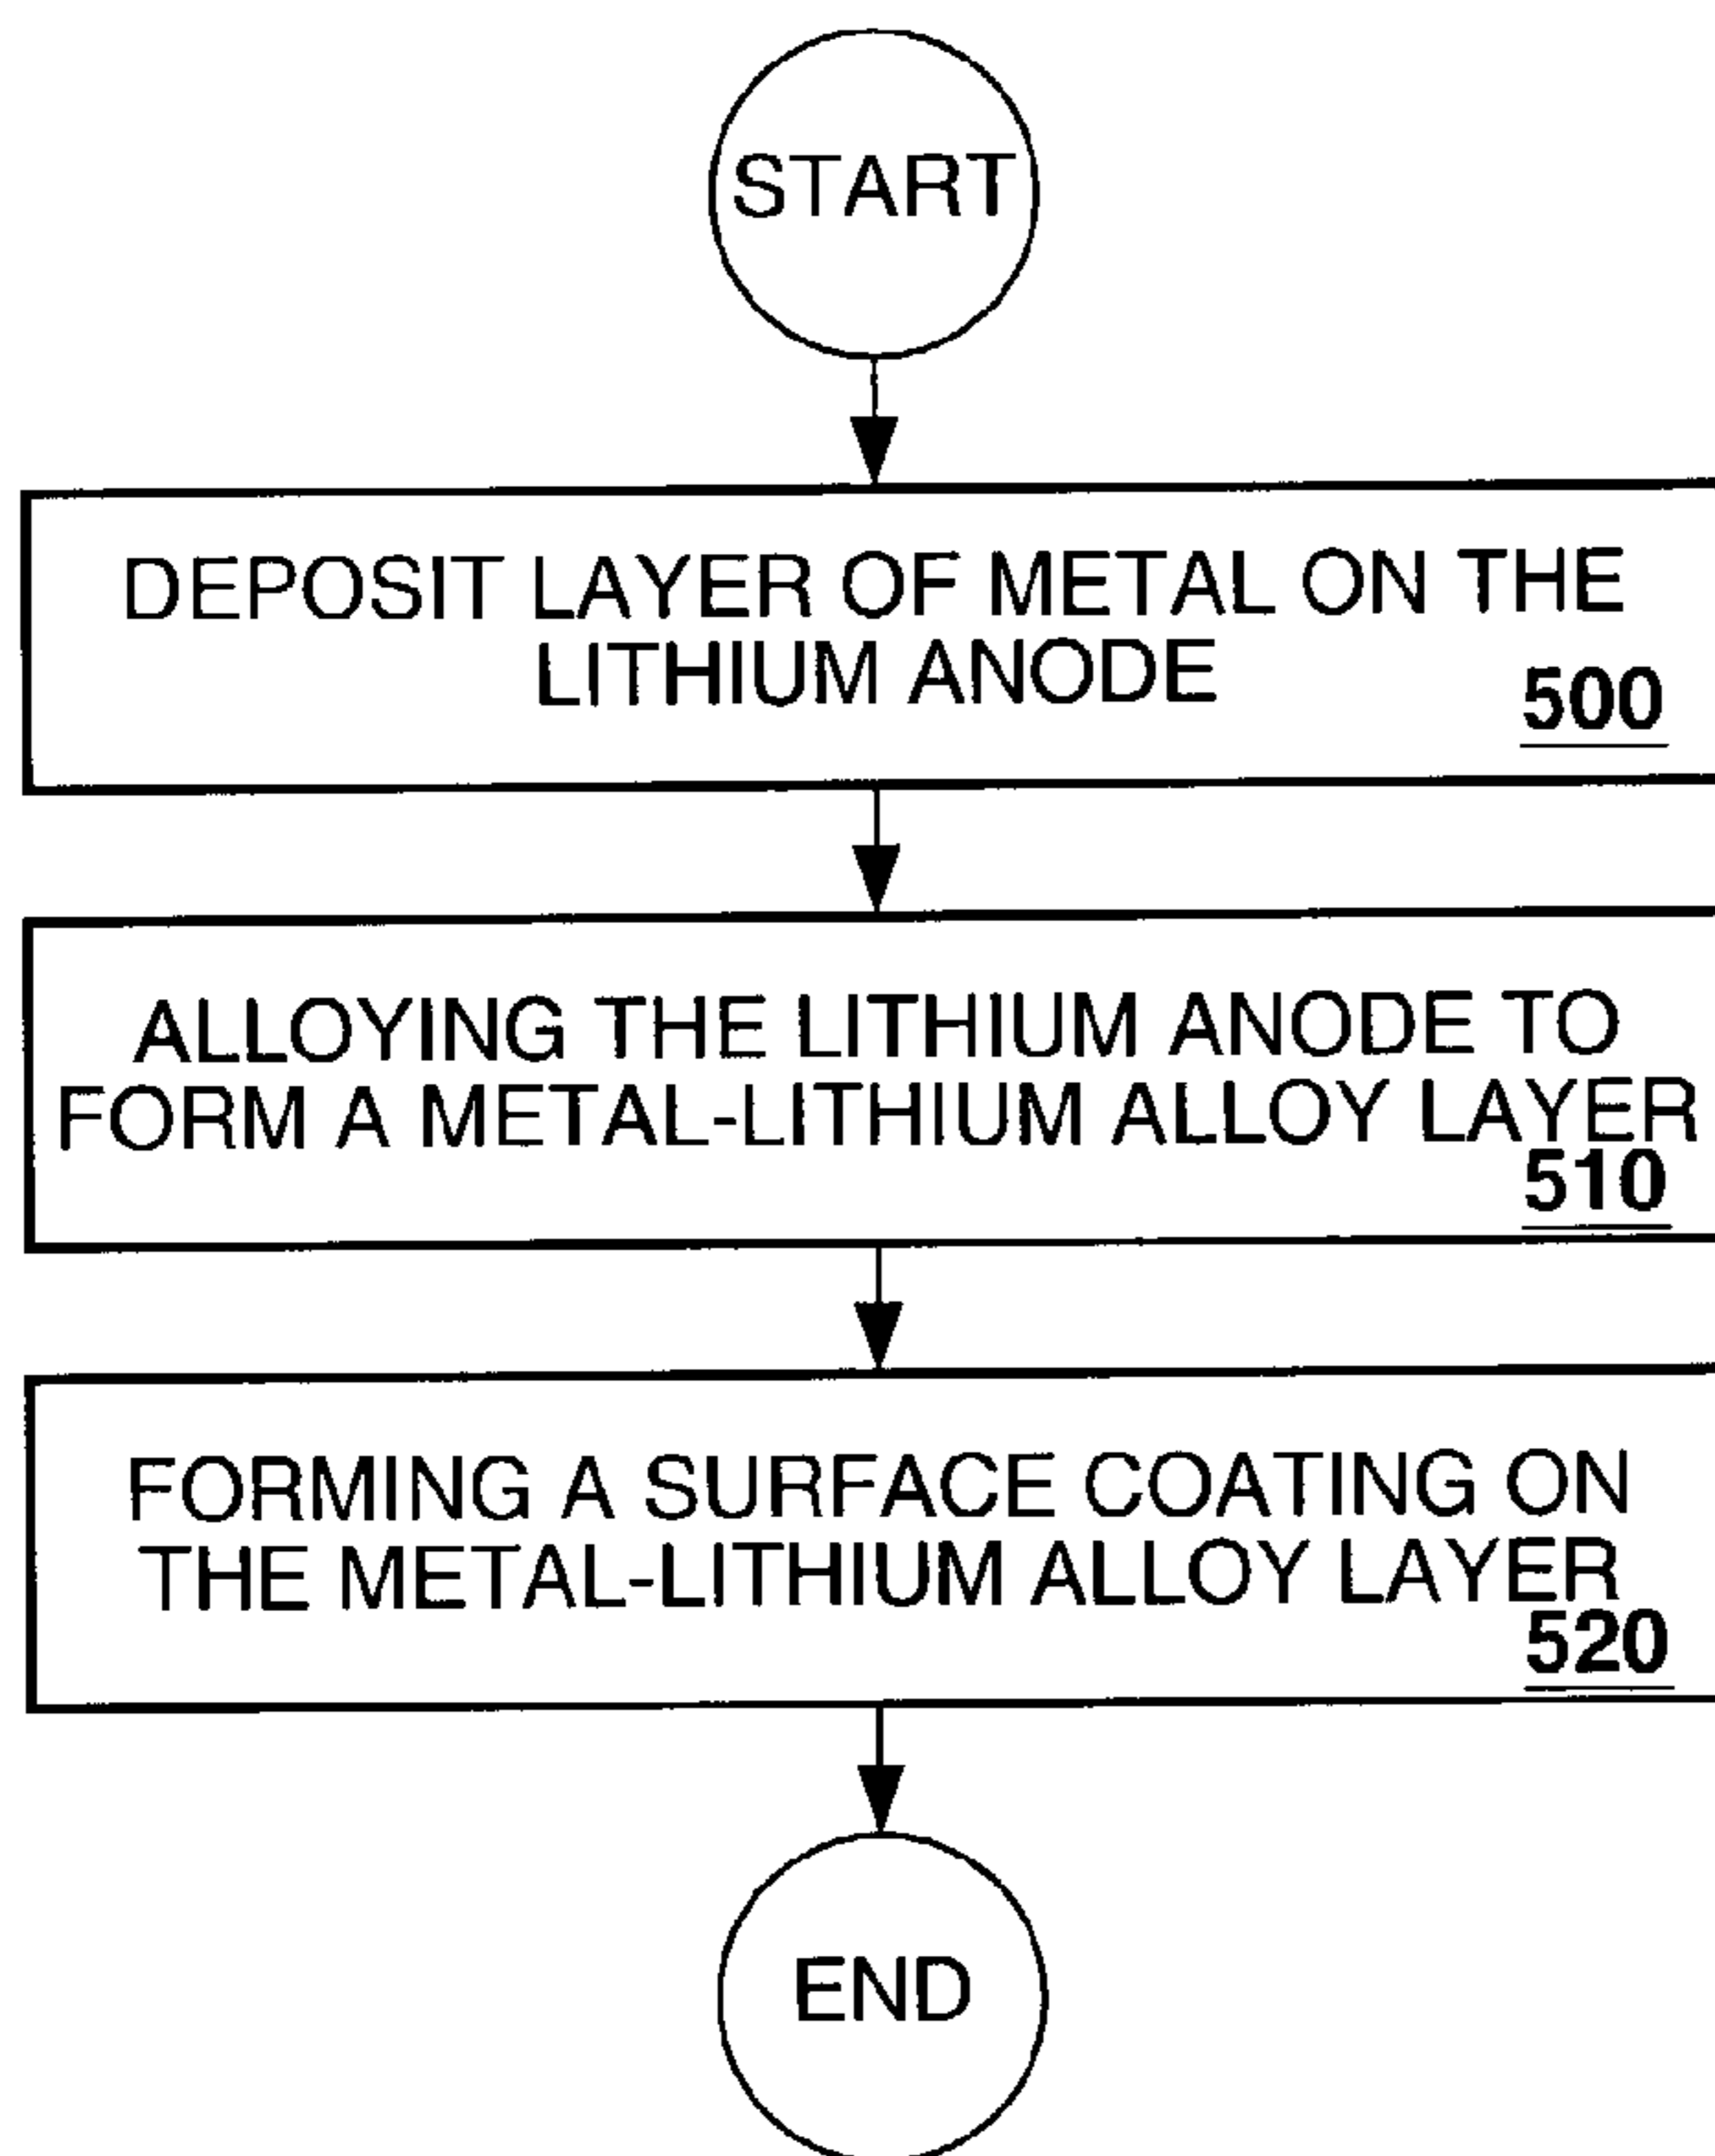 START
DEPOSIT LAYER OF METAL ON THE
LITHIUM ANODE
500
ALLOYING THE LITHIUM ANODE TO
FORM A METAL-LITHIUM ALLOY LAYER
510
FORMING A SURFACE COATING ON
THE METAL-LITHIUM ALLOY LAYER
520
END